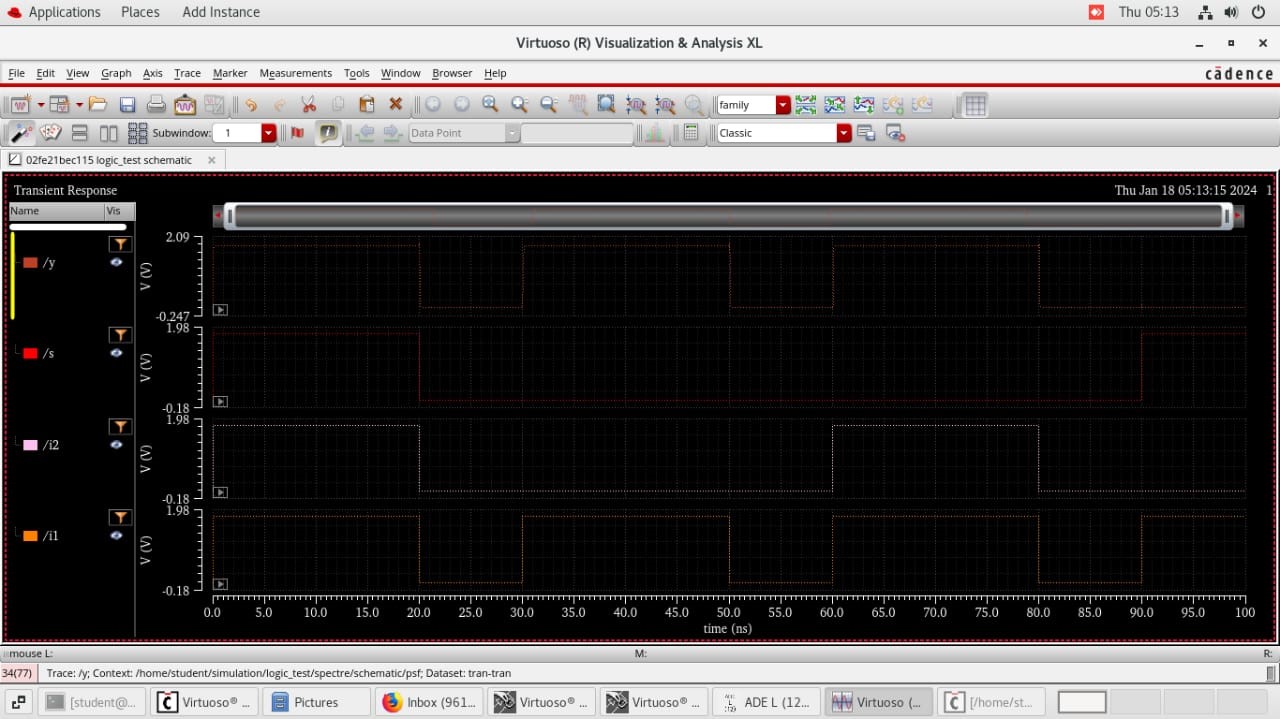 Applications Places Add Instance Thu 05:13
Virtuoso (R) Visualization & Analysis XL
File Edit View Graph Axis Trace Marker Measurements Tools Window Browser Help cādence
family
Subwindow: 1 Data Point Classic
02fe21bec115 logic_test schematic
Transient Response Thu Jan 18 05:13:15 2024 1
Name Vis
2.09
/y
V (V)
-0.247
1.98
/s
V (V)
-0.18
1.98
/i2
V (V)
-0.18
1.98
/i1
V (V)
-0.18
0.0 5.0 10.0 15.0 20.0 25.0 30.0 35.0 40.0 45.0 50.0 55.0 60.0 65.0 70.0 75.0 80.0 85.0 90.0 95.0 100
time (ns)
mouse L: M: R:
34(77) Trace: /y; Context: /home/student/simulation/logic_test/spectre/schematic/psf; Dataset: tran-tran
[student@... Virtuoso® ... Pictures Inbox (961... Virtuoso® ... Virtuoso® ... ADE L (12... Virtuoso (... [/home/st...